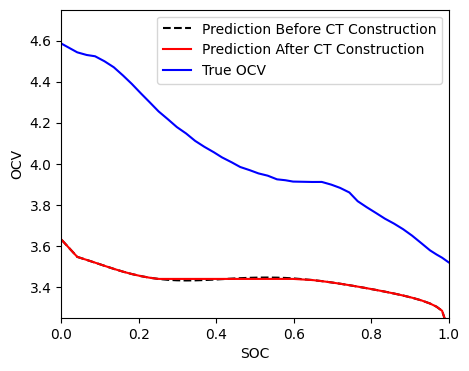 Prediction Before CT Construction
Prediction After CT Construction
True OCV
4.6
4.4
4.2
4.0
3.8
3.6
3.4
OCV
0.0 0.2 0.4 0.6 0.8 1.0
SOC